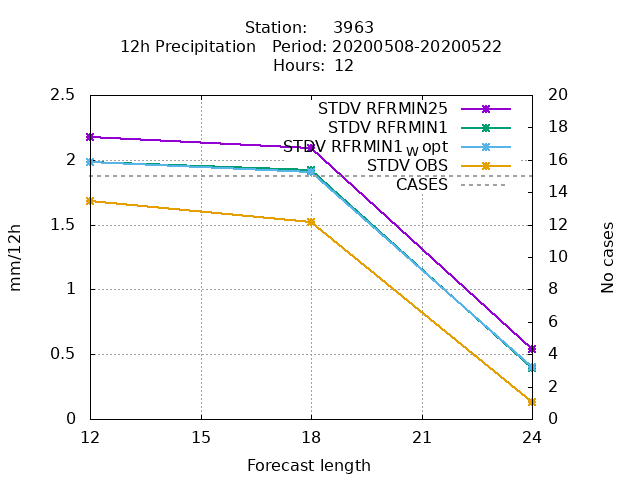 Station: 3963
12h Precipitation Period: 20200508-20200522
Hours: 12
2.5
2
1.5
1
0.5
0
20
18
16
14
12
10
8
6
4
2
0
STDV RFRMIN25
STDV RFRMIN1
STDV RFRMIN1_W opt
STDV OBS
CASES
mm/12h
No cases
12 15 18 21 24
Forecast length